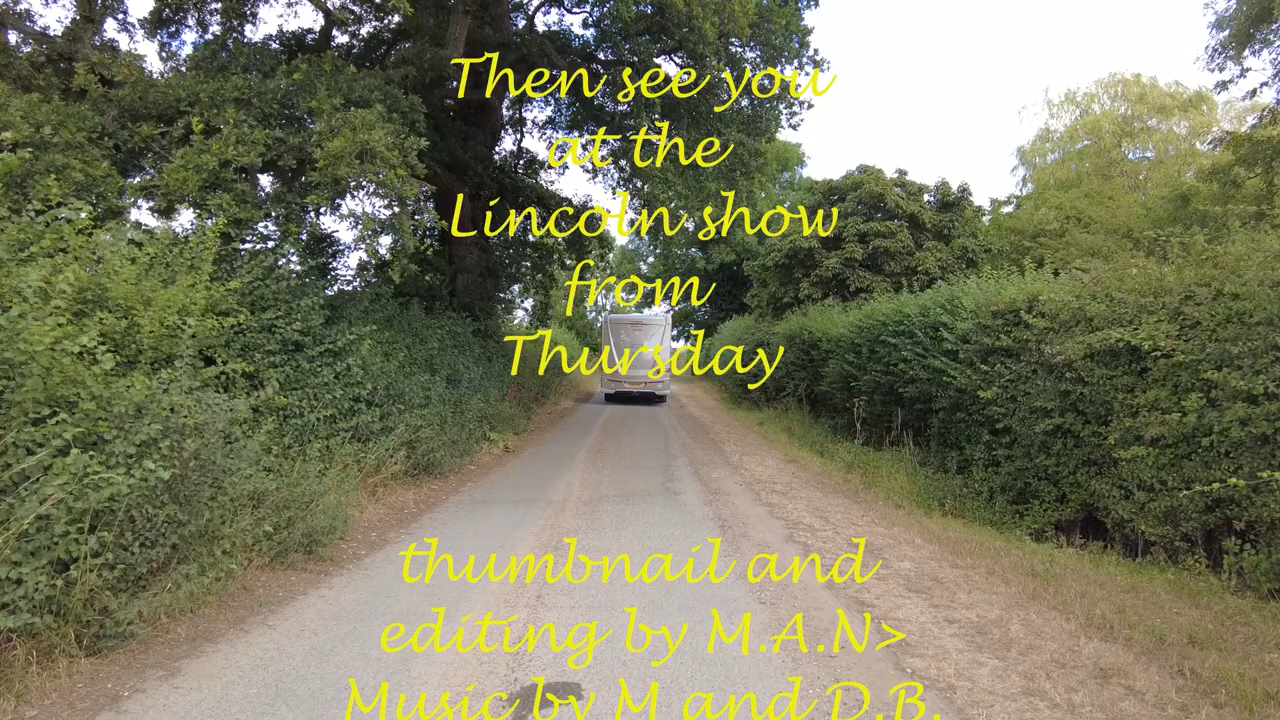 Then see you
at the
Lincoln show
from
Thursday
thumbnail and
editing by M.A.N>
Music by M and D.B.